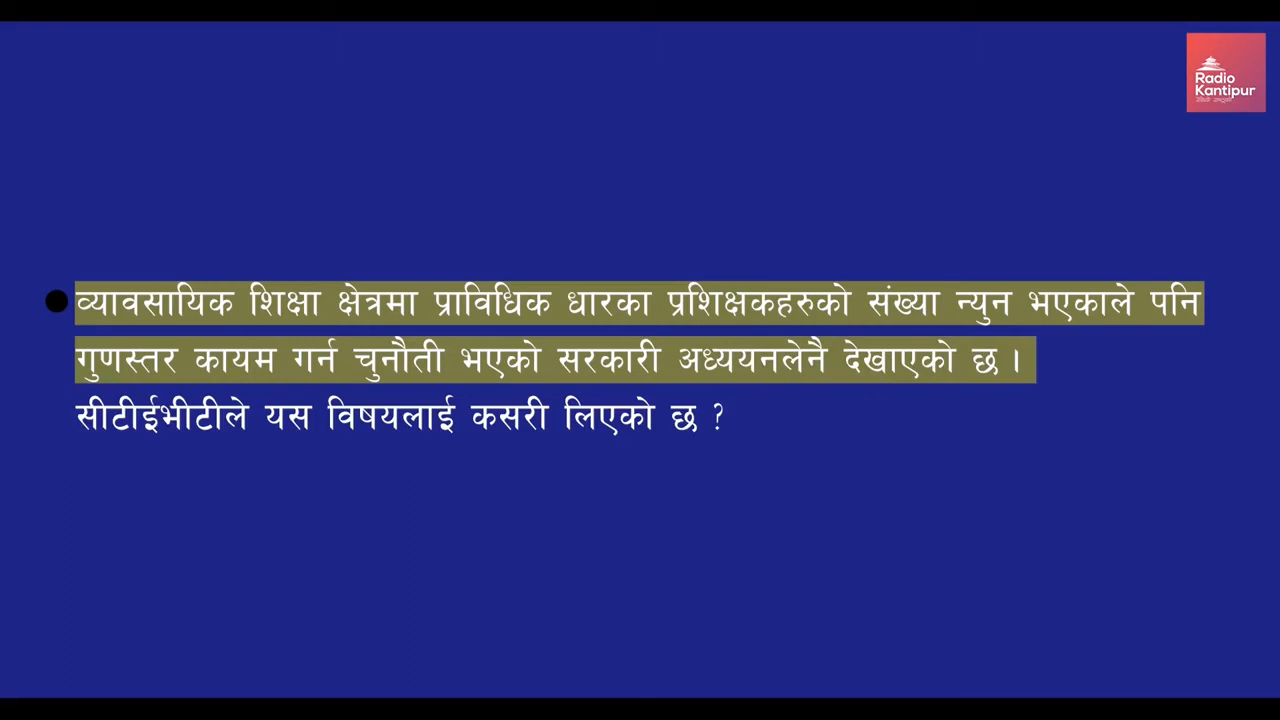 Radio
Kantipur
व्यावसायिक शिक्षा क्षेत्रमा प्राविधिक धारका प्रशिक्षकहरुको संख्या न्युन भएकाले पनि
गुणस्तर कायम गर्न चुनौती भएको सरकारी अध्ययनलेनै देखाएको छ ।
सीटीईभीटीले यस विषयलाई कसरी लिएको छ ?